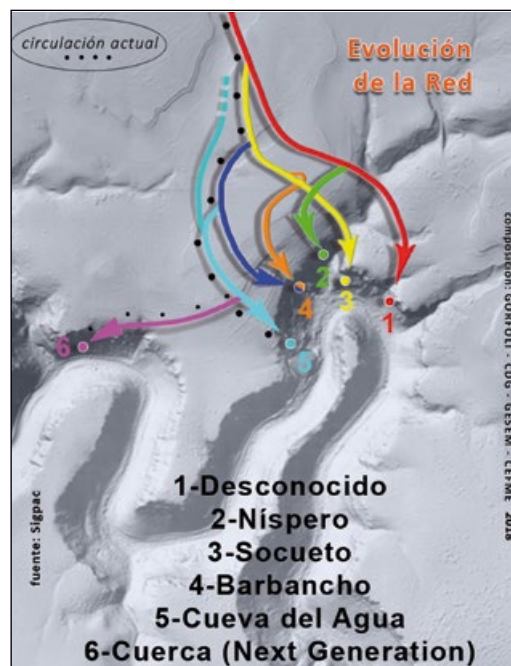 circulación actual
Evolución
de la Red
2
4
3
1
6
5
composición: GONFOLI - CDG - GESEM - CEFME 2018
fuente: Sigpac
1-Desconocido
2-Níspero
3-Socueto
4-Barbancho
5-Cueva del Agua
6-Cuerca (Next Generation)